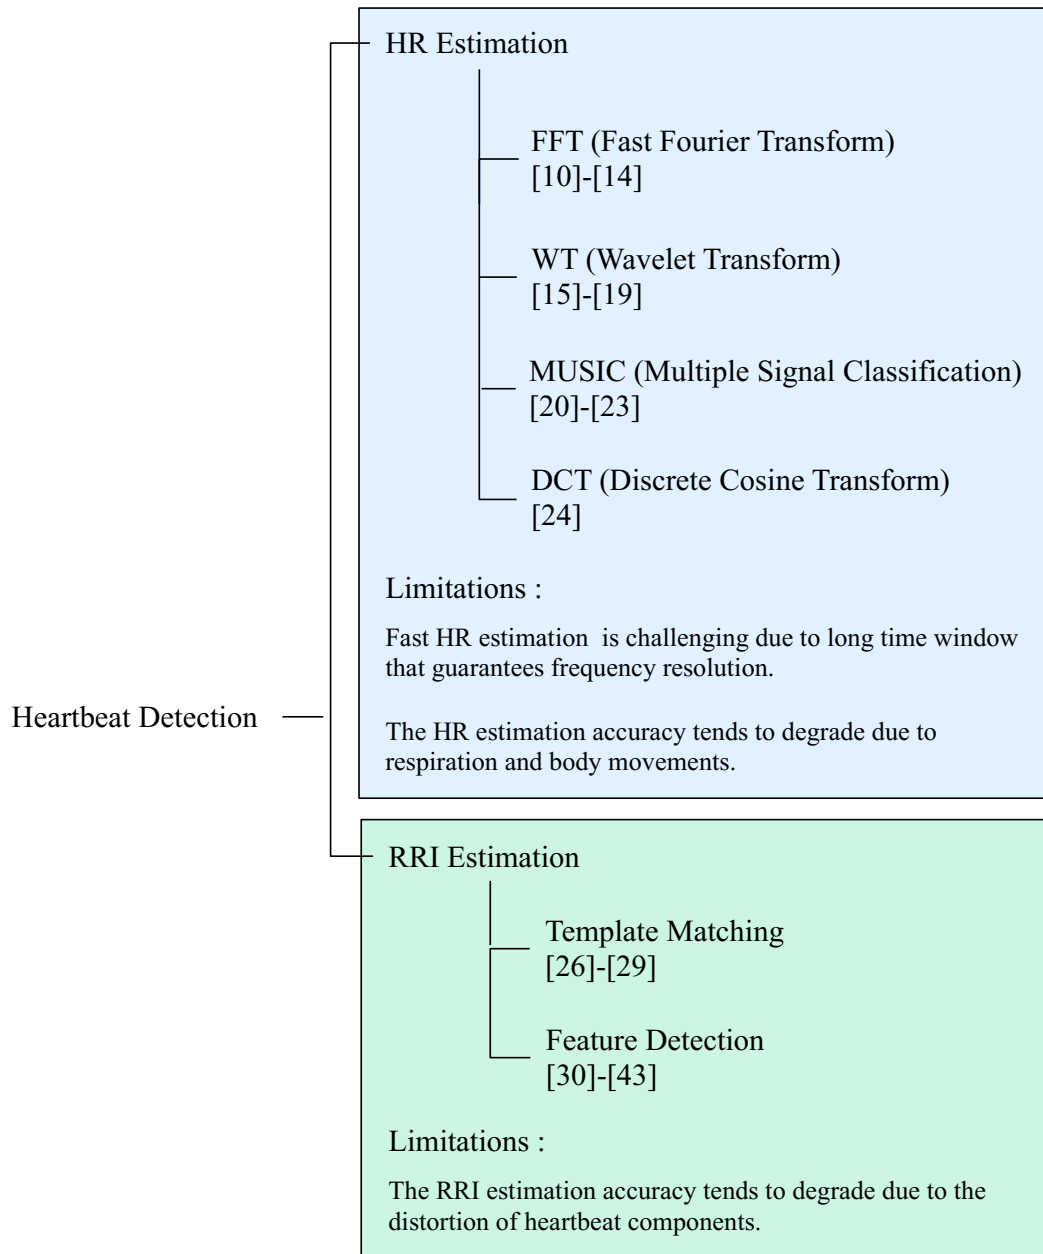 HR Estimation
FFT (Fast Fourier Transform)
[10]-[14]
WT (Wavelet Transform)
[15]-[19]
MUSIC (Multiple Signal Classification)
[20]-[23]
DCT (Discrete Cosine Transform)
[24]
Limitations :
Fast HR estimation  is challenging due to long time window
that guarantees frequency resolution.
Heartbeat Detection
The HR estimation accuracy tends to degrade due to
respiration and body movements.
RRI Estimation
Template Matching
[26]-[29]
Feature Detection
[30]-[43]
Limitations :
The RRI estimation accuracy tends to degrade due to the
distortion of heartbeat components.